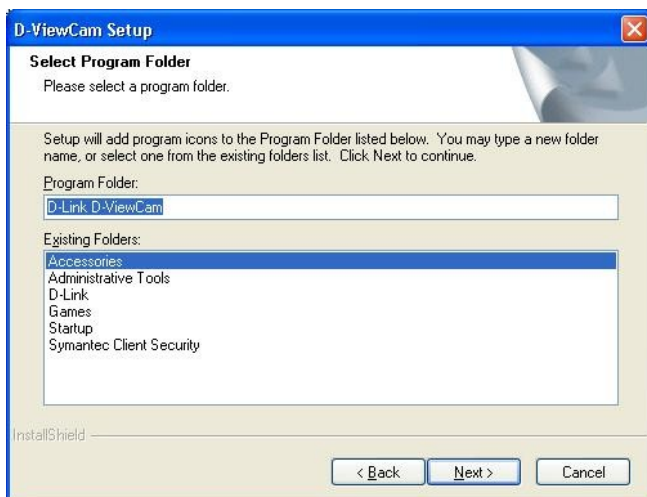 D-ViewCam Setup
Select Program Folder
Please select a program folder.
Setup will add program icons to the Program Folder listed below. You may type a new folder
name, or select one from the existing folders list. Click Next to continue.
Program Folder:
D-Link D-ViewCam
Existing Folders:
Accessories
Administrative Tools
D-Link
Games
Startup
Symantec Client Security
InstallShield
< Back
Next >
Cancel